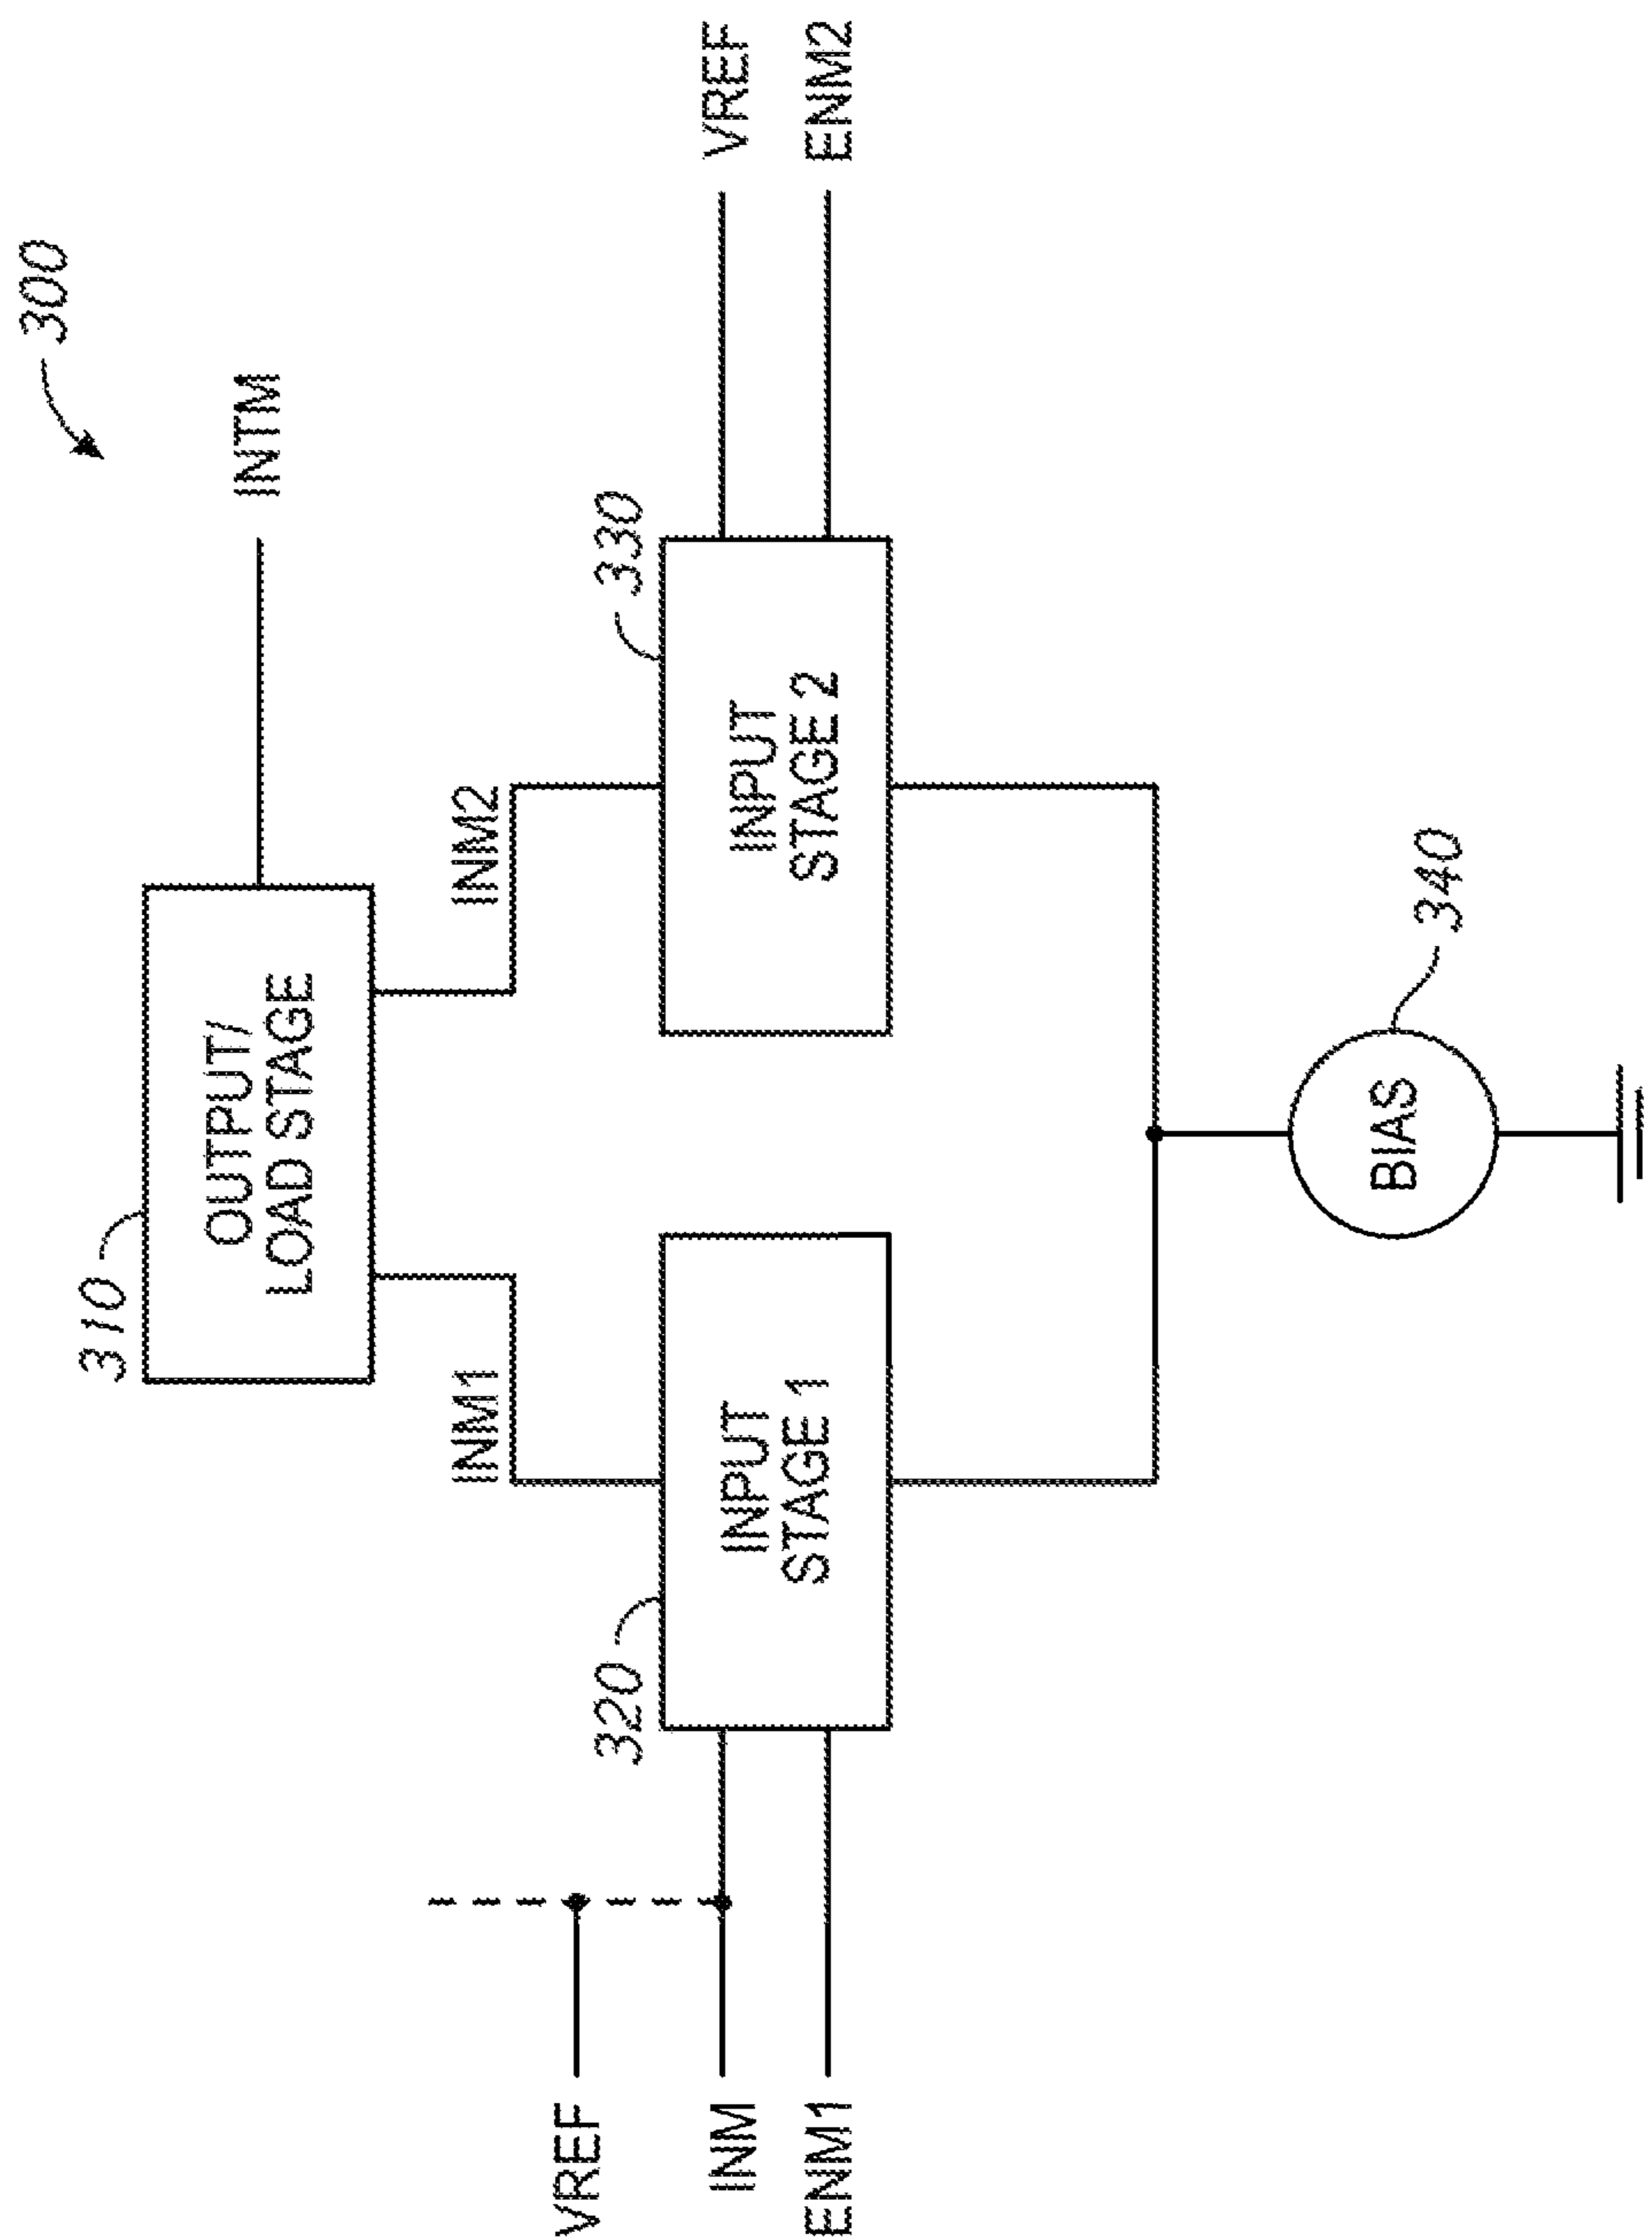 300
310
OUTPUT/
LOAD STAGE
INTM
INM1
INM2
320
330
VREF
INM
ENM1
INPUT
STAGE 1
INPUT
STAGE 2
VREF
ENM2
BIAS
340